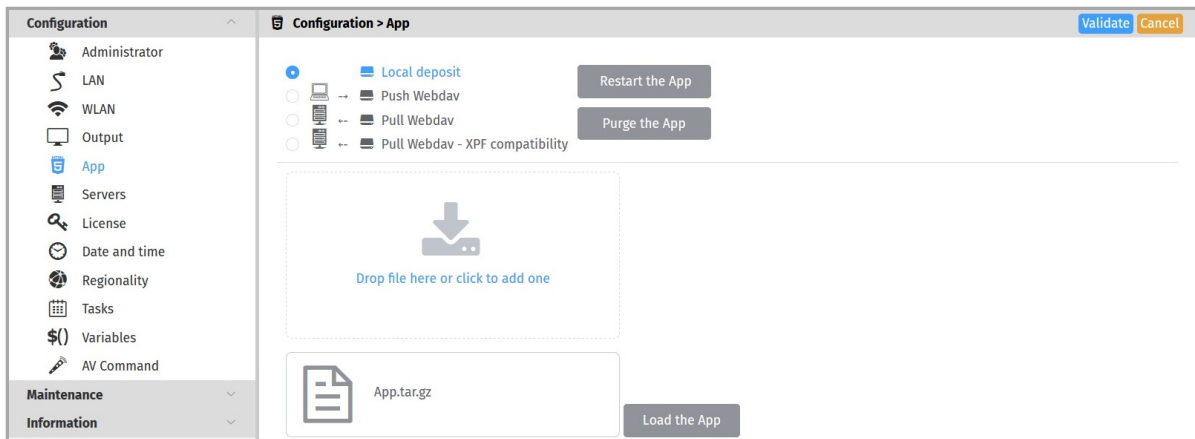 Configuration
Administrator
LAN
WLAN
Output
App
Servers
License
Date and time
Regionality
Tasks
$() Variables
AV Command
Maintenance
Information
Configuration > App
Validate Cancel
Local deposit
Push Webdav
Pull Webdav
Pull Webdav - XPF compatibility
Restart the App
Purge the App
Drop file here or click to add one
App.tar.gz
Load the App